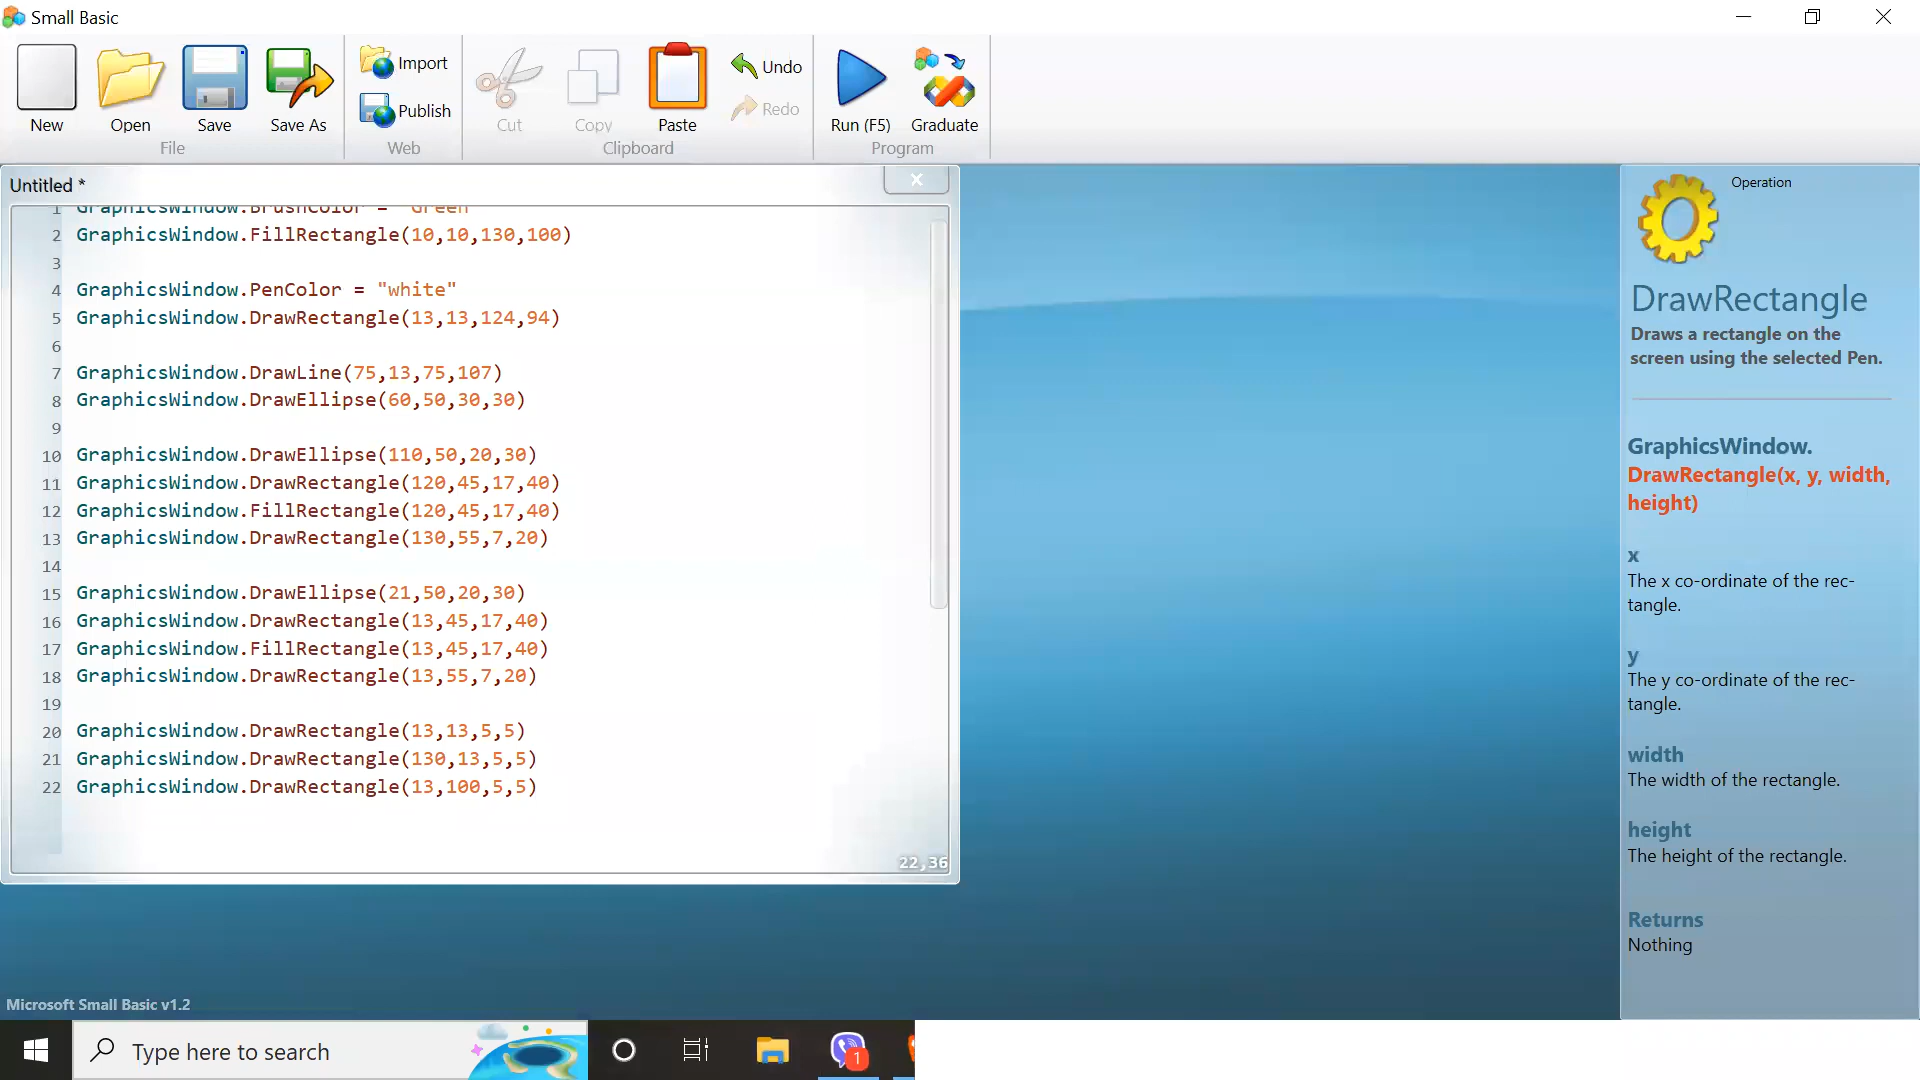 Small Basic
New
Open
Save
Save As
File
Import
Publish
Web
Cut
Copy
Paste
Undo
Redo
Clipboard
Run (F5)
Graduate
Program
Untitled *
1 GraphicsWindow.BrushColor = "Green"
2 GraphicsWindow.FillRectangle(10,10,130,100)
3
4 GraphicsWindow.PenColor = "white"
5 GraphicsWindow.DrawRectangle(13,13,124,94)
6
7 GraphicsWindow.DrawLine(75,13,75,107)
8 GraphicsWindow.DrawEllipse(60,50,30,30)
9
10 GraphicsWindow.DrawEllipse(110,50,20,30)
11 GraphicsWindow.DrawRectangle(120,45,17,40)
12 GraphicsWindow.FillRectangle(120,45,17,40)
13 GraphicsWindow.DrawRectangle(130,55,7,20)
14
15 GraphicsWindow.DrawEllipse(21,50,20,30)
16 GraphicsWindow.DrawRectangle(13,45,17,40)
17 GraphicsWindow.FillRectangle(13,45,17,40)
18 GraphicsWindow.DrawRectangle(13,55,7,20)
19
20 GraphicsWindow.DrawRectangle(13,13,5,5)
21 GraphicsWindow.DrawRectangle(130,13,5,5)
22 GraphicsWindow.DrawRectangle(13,100,5,5)
22,36
Operation
DrawRectangle
Draws a rectangle on the
screen using the selected Pen.
GraphicsWindow.
DrawRectangle(x, y, width,
height)
x
The x co-ordinate of the rec-
tangle.
y
The y co-ordinate of the rec-
tangle.
width
The width of the rectangle.
height
The height of the rectangle.
Returns
Nothing
Microsoft Small Basic v1.2
Type here to search
1